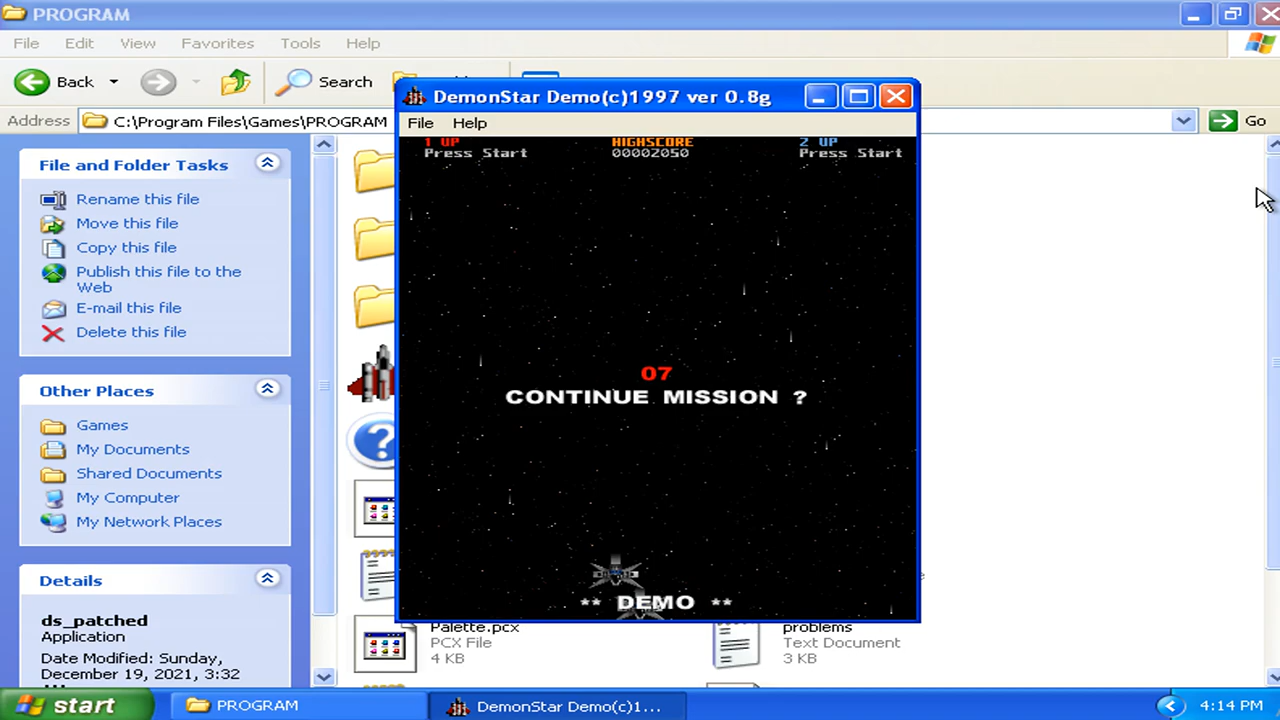 PROGRAM
File Edit View Favorites Tools Help
Back Search
Address C:\Program Files\Games\PROGRAM Go
File and Folder Tasks
Rename this file
Move this file
Copy this file
Publish this file to the
Web
E-mail this file
Delete this file
Other Places
Games
My Documents
Shared Documents
My Computer
My Network Places
Details
ds_patched
Application
Date Modified: Sunday,
December 19, 2021, 3:32
DemonStar Demo(c)1997 ver 0.8g
File Help
1 UP HIGHSCORE 2 UP
Press Start 00002050 Press Start
07
CONTINUE MISSION ?
** DEMO **
Palette.pcx
PCX File
4 KB
problems
Text Document
3 KB
start PROGRAM DemonStar Demo(c)1... 4:14 PM